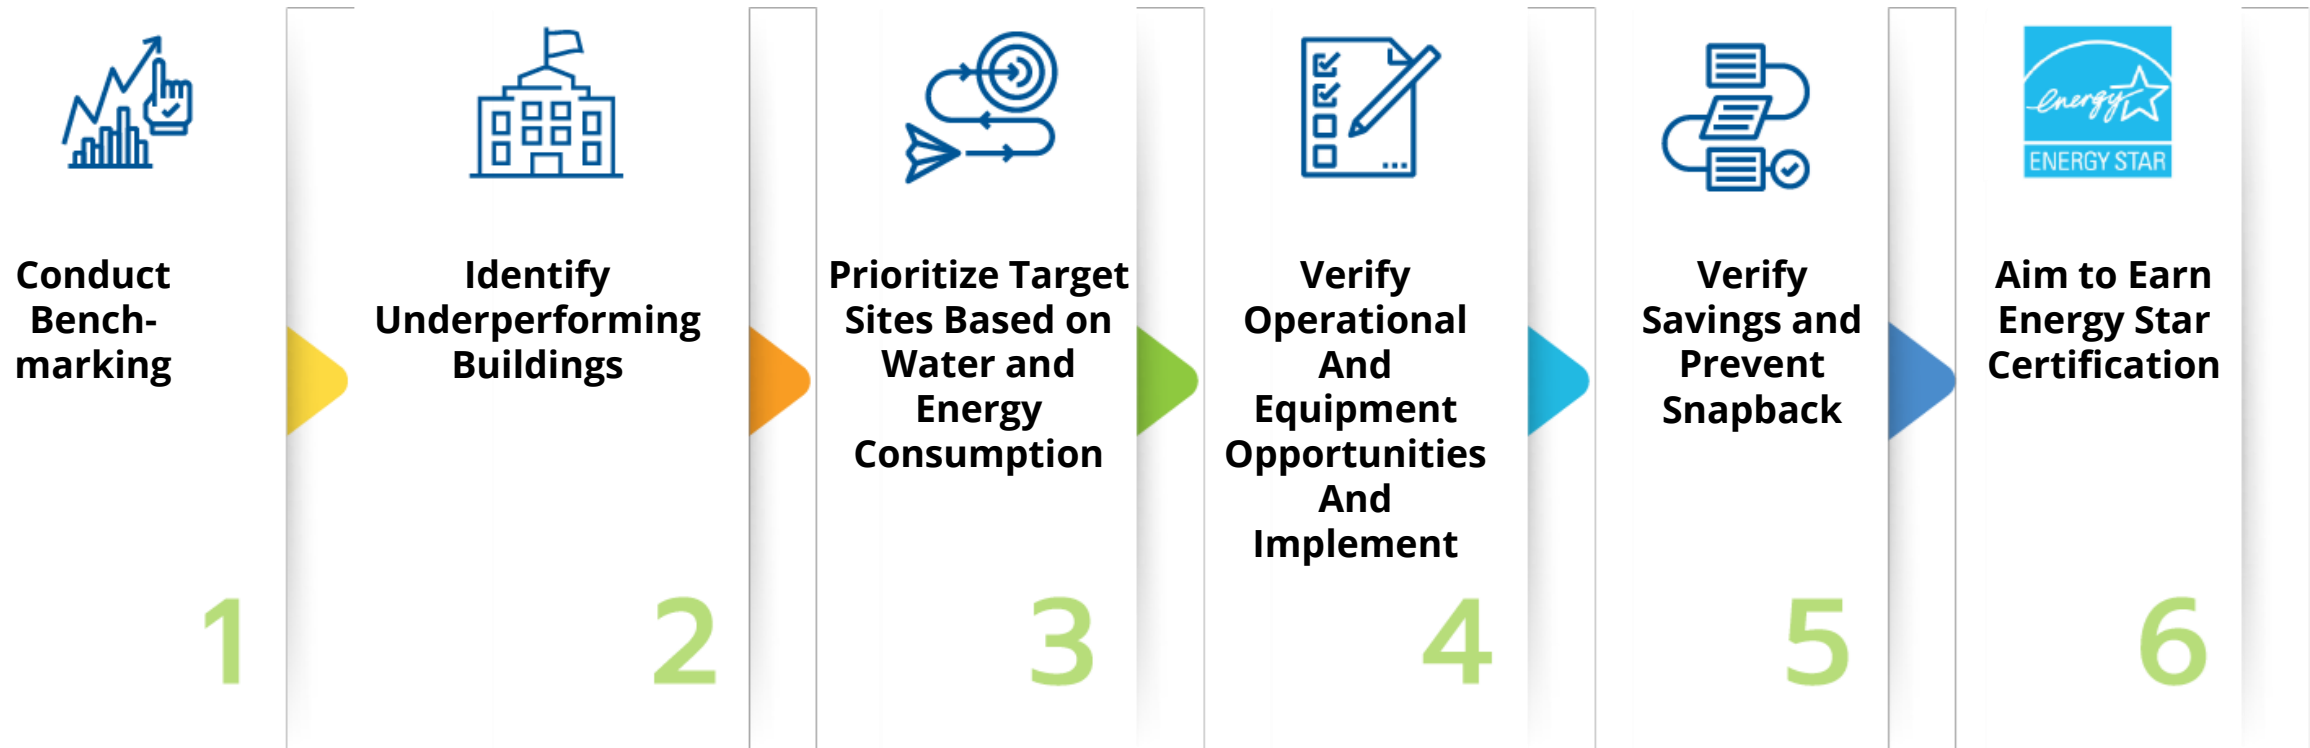 Conduct
Bench-
marking
1
Identify
Underperforming
Buildings
2
Prioritize Target
Sites Based on
Water and
Energy
Consumption
3
Verify
Operational
And
Equipment
Opportunities
And
Implement
4
Verify
Savings and
Prevent
Snapback
5
energy
ENERGY STAR
Aim to Earn
Energy Star
Certification
6